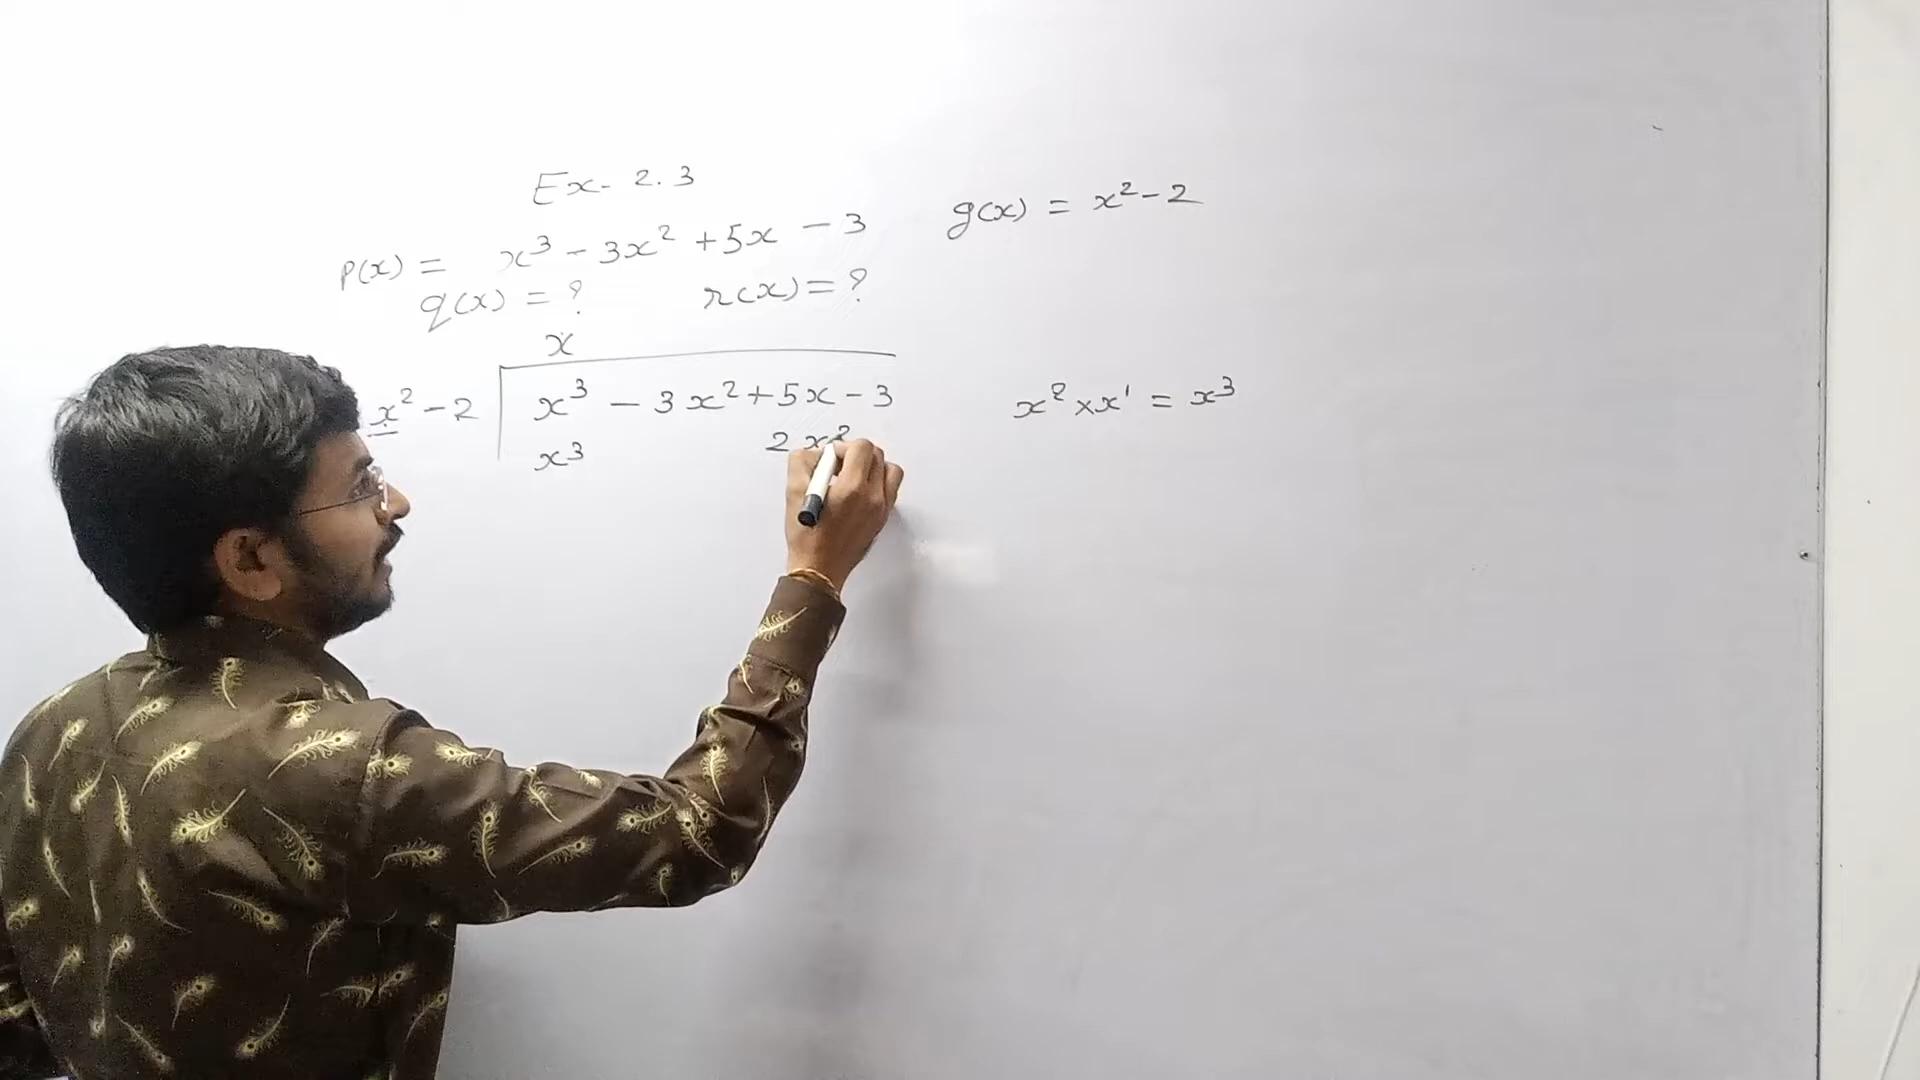 Ex- 2.3
p(x) = x³ - 3x² + 5x - 3 g(x) = x² - 2
q(x) = ? r(x) = ?
x
x² - 2 x³ - 3x² + 5x - 3 x² × x¹ = x³
x³ 2x²